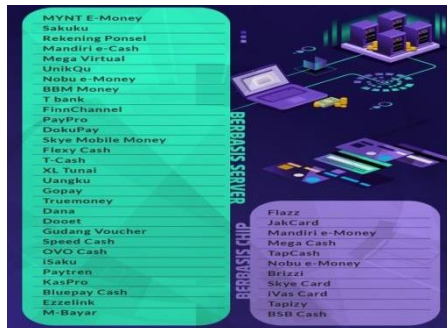 MYNT E-Money
Sakuku
Rekening Ponsel
Mandiri e-Cash
Mega Virtual
UnikQu
Nobu e-Money
BBM Money
T bank
FinnChannel
PayPro
DokuPay
Skye Mobile Money
Flexy Cash
T-Cash
XL Tunai
Uangku
Gopay
Truemoney
Dana
Dooet
Gudang Voucher
Speed Cash
OVO Cash
iSaku
Paytren
KasPro
Bluepay Cash
Ezzelink
M-Bayar
BERBASIS SERVER
BERBASIS CHIP
Flazz
JakCard
Mandiri e-Money
Mega Cash
TapCash
Nobu e-Money
Brizzi
Skye Card
iVas Card
Tapizy
BSB Cash